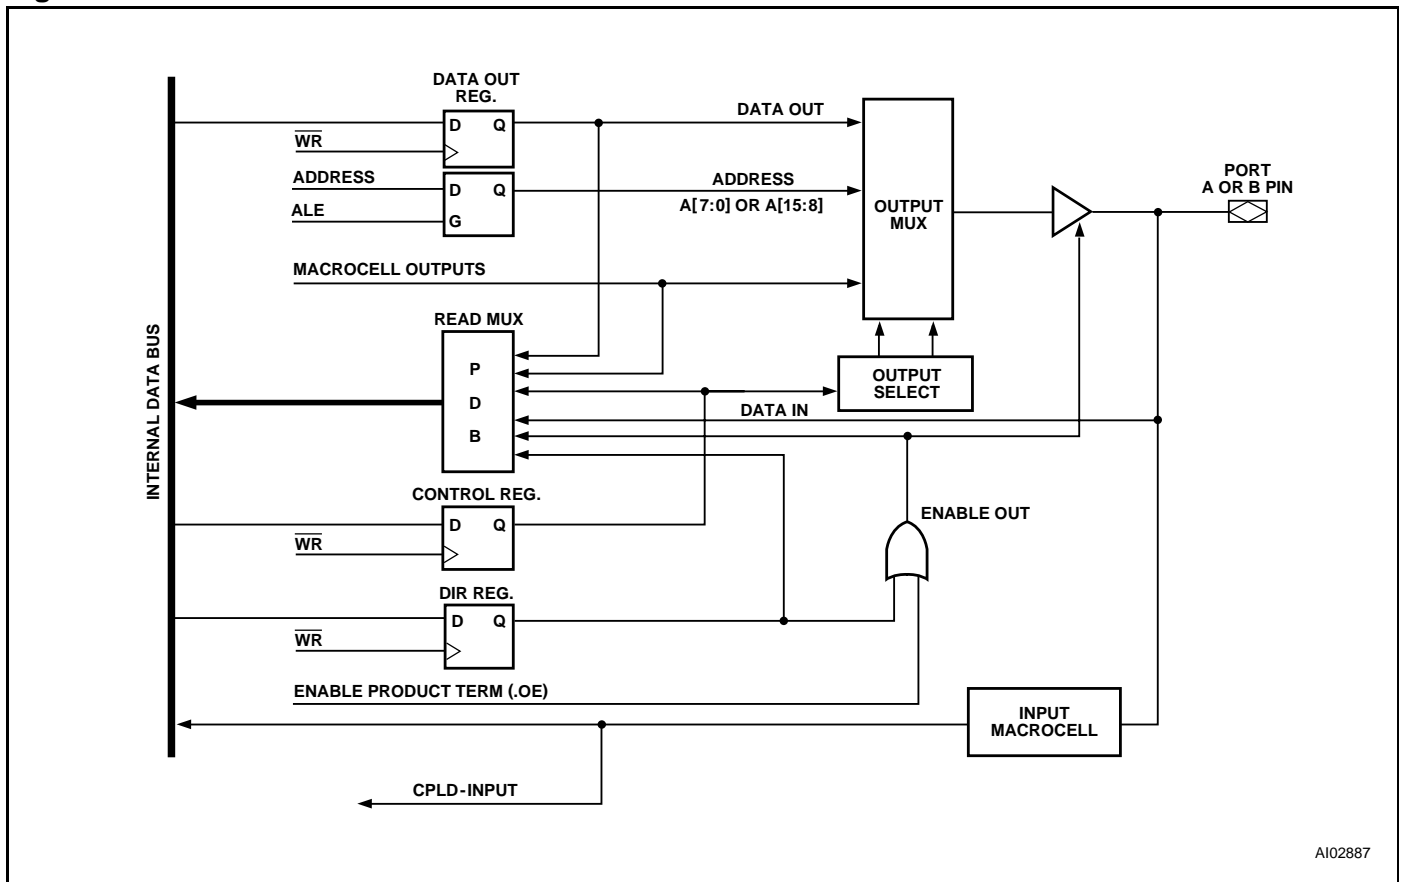 DATA OUT
REG.
D Q
WR
DATA OUT
ADDRESS
ALE
D Q
G
ADDRESS
A[7:0] OR A[15:8]
OUTPUT
MUX
PORT
A OR B PIN
MACROCELL OUTPUTS
READ MUX
P
D
B
INTERNAL DATA BUS
OUTPUT
SELECT
DATA IN
CONTROL REG.
D Q
WR
ENABLE OUT
DIR REG.
D Q
WR
ENABLE PRODUCT TERM (.OE)
INPUT
MACROCELL
CPLD-INPUT
AI02887